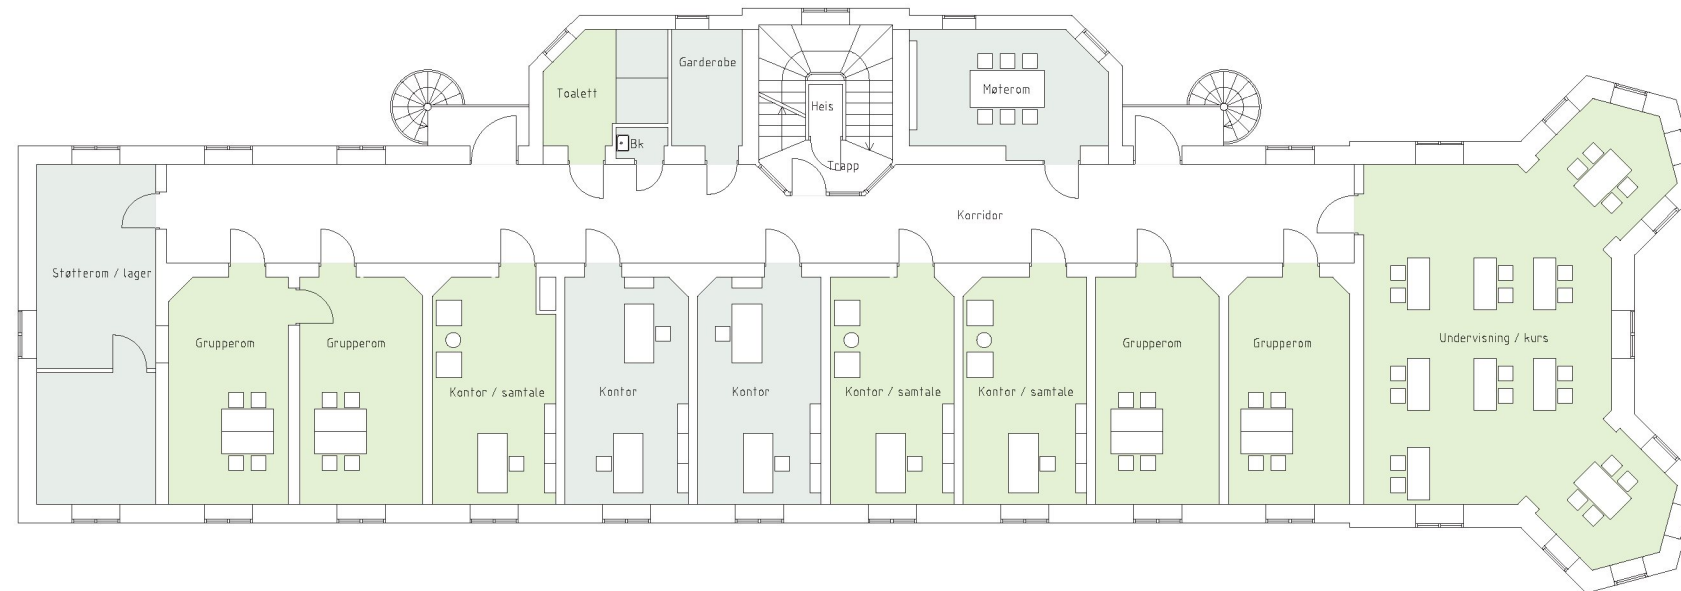 Garderobe
Toalett
Møterom
Heis
Bk
Trapp
Korridor
Støtterom / lager
Grupperom
Grupperom
Kontor / samtale
Kontor
Kontor
Kontor / samtale
Kontor / samtale
Grupperom
Grupperom
Undervisning / kurs